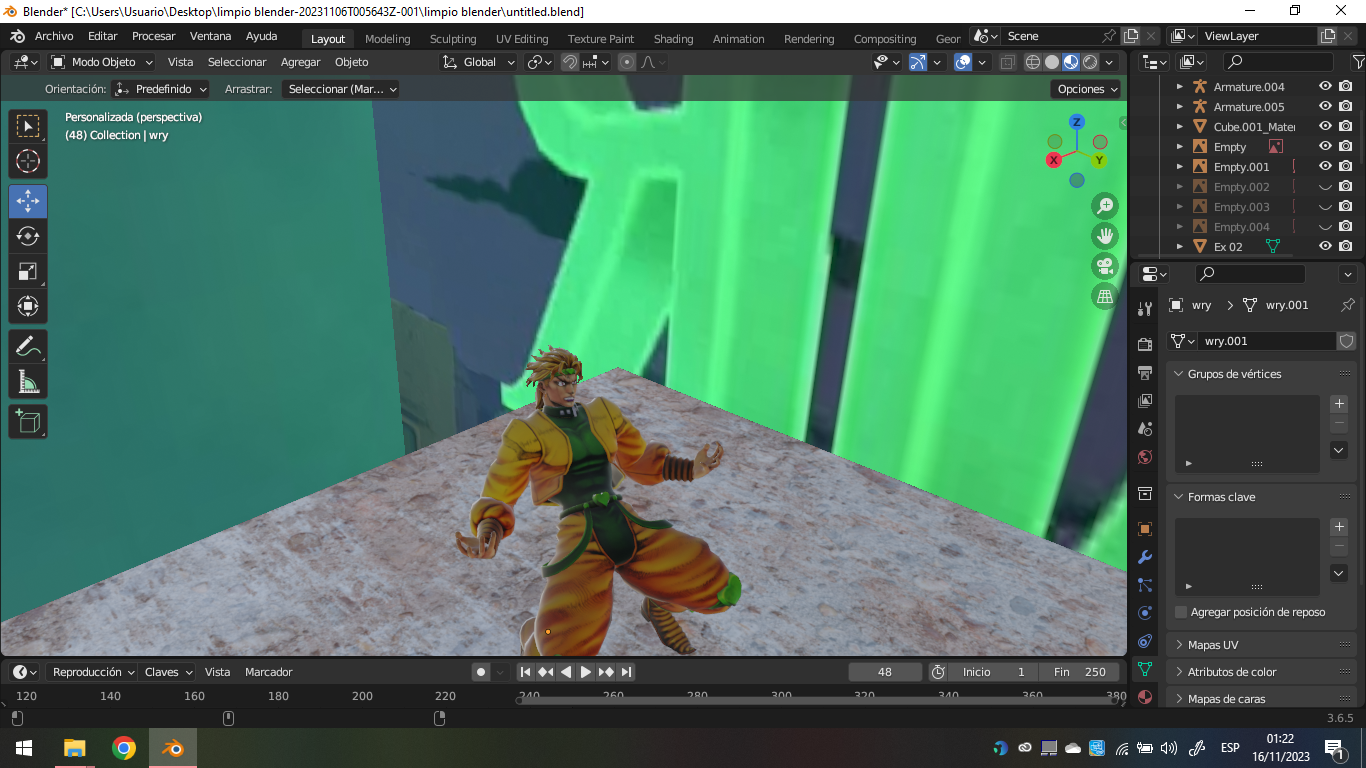 Blender* [C:\Users\Usuario\Desktop\limpio blender-20231106T005643Z-001\limpio blender\untitled.blend]
Archivo Editar Procesar Ventana Ayuda Layout Modeling Sculpting UV Editing Texture Paint Shading Animation Rendering Compositing Geor Scene ViewLayer
Modo Objeto Vista Seleccionar Agregar Objeto Global
Orientación: Predefinido Arrastrar: Seleccionar (Mar... Opciones
Personalizada (perspectiva)
(48) Collection | wry
Z
X Y
Armature.004
Armature.005
Cube.001_Mater
Empty
Empty.001
Empty.002
Empty.003
Empty.004
Ex 02
wry wry.001
wry.001
Grupos de vértices
Formas clave
Agregar posición de reposo
Mapas UV
Atributos de color
Mapas de caras
Reproducción Claves Vista Marcador 48 Inicio 1 Fin 250
120 140 160 180 200 220 240 260 280 300 320 340 360 380
3.6.5
ESP
01:22
16/11/2023
1